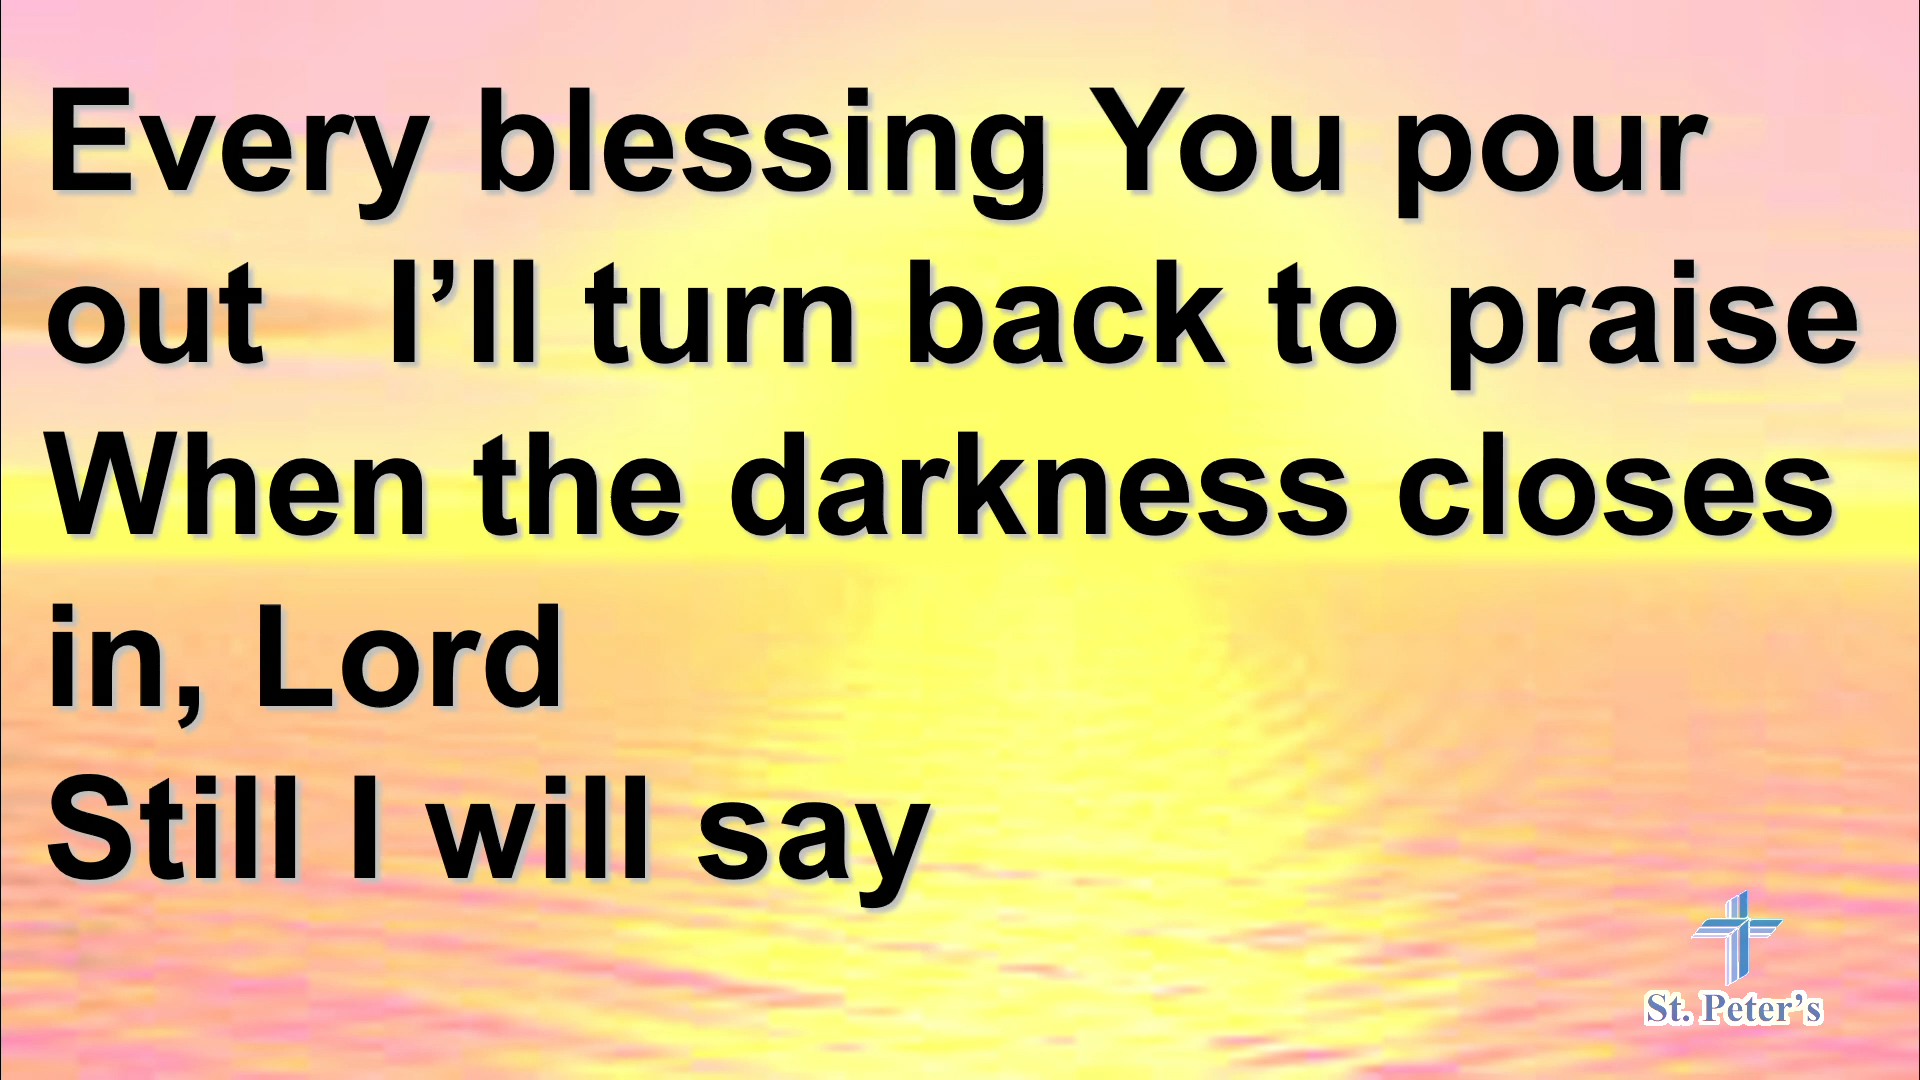 Every blessing You pour
out   I’ll turn back to praise
When the darkness closes
in, Lord
Still I will say
St. Peter’s